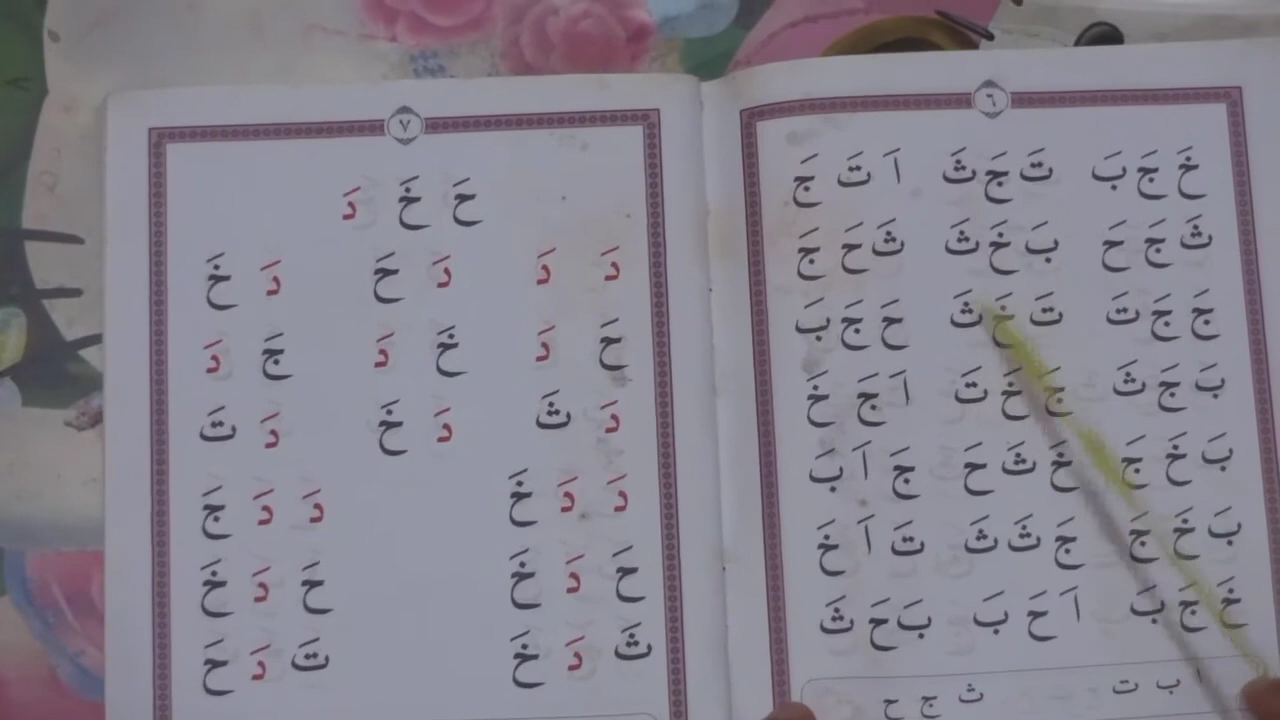 ٦
خَ جَ بَ تَ جَ ثَ اَ تَ جَ
ثَ جَ حَ بَ خَ ثَ ثَ حَ جَ
جَ جَ تَ تَ خَ ثَ حَ جَ بَ
بَ جَ ثَ جَ خَ تَ اَ جَ خَ
بَ خَ جَ خَ ثَ حَ جَ اَ بَ
بَ خَ جَ جَ ثَ ثَ تَ اَ خَ
خَ جَ بَ اَ حَ بَ بَ حَ ثَ
ا ب ت ث ج ح
٧
حَ خَ دَ
دَ دَ دَ حَ دَ خَ
حَ دَ خَ دَ جَ دَ
دَ ثَ دَ خَ دَ تَ
دَ دَ خَ دَ دَ جَ
حَ دَ خَ حَ دَ خَ
ثَ دَ خَ تَ دَ حَ